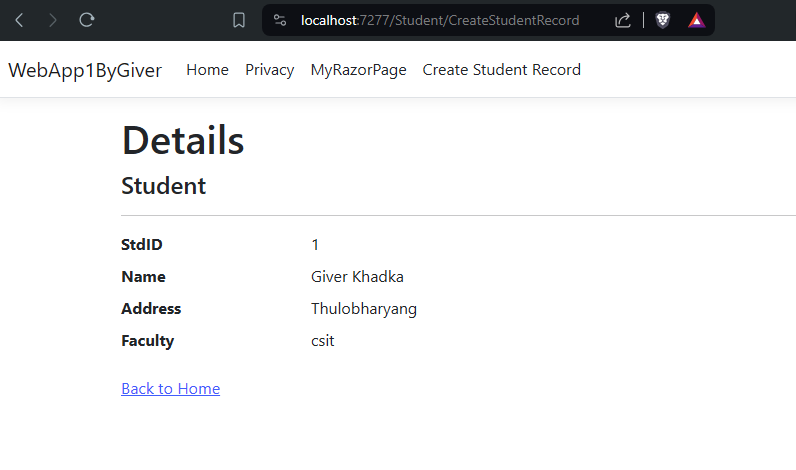 localhost:7277/Student/CreateStudentRecord
WebApp1ByGiver Home Privacy MyRazorPage Create Student Record
Details
Student
StdID 1
Name Giver Khadka
Address Thulobharyang
Faculty csit
Back to Home